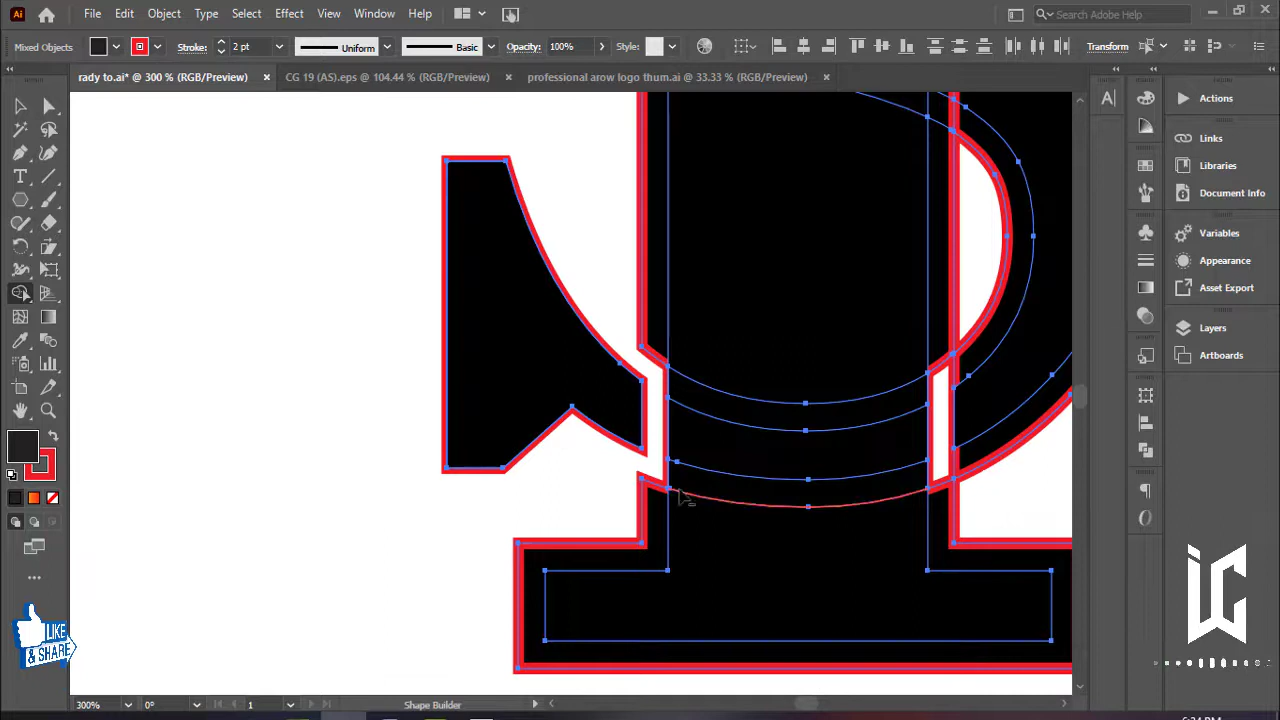 Ai File Edit Object Type Select Effect View Window Help Search Adobe Help
Mixed Objects Stroke: 2 pt Uniform Basic Opacity: 100% Style: Transform
rady to.ai* @ 300 % (RGB/Preview) × CG 19 (AS).eps @ 104.44 % (RGB/Preview) × professional arow logo thum.ai @ 33.33 % (RGB/Preview) ×
Actions
Links
Libraries
Document Info
Variables
Appearance
Asset Export
Layers
Artboards
LIKE
& SHARE
300% 0° 1 Shape Builder